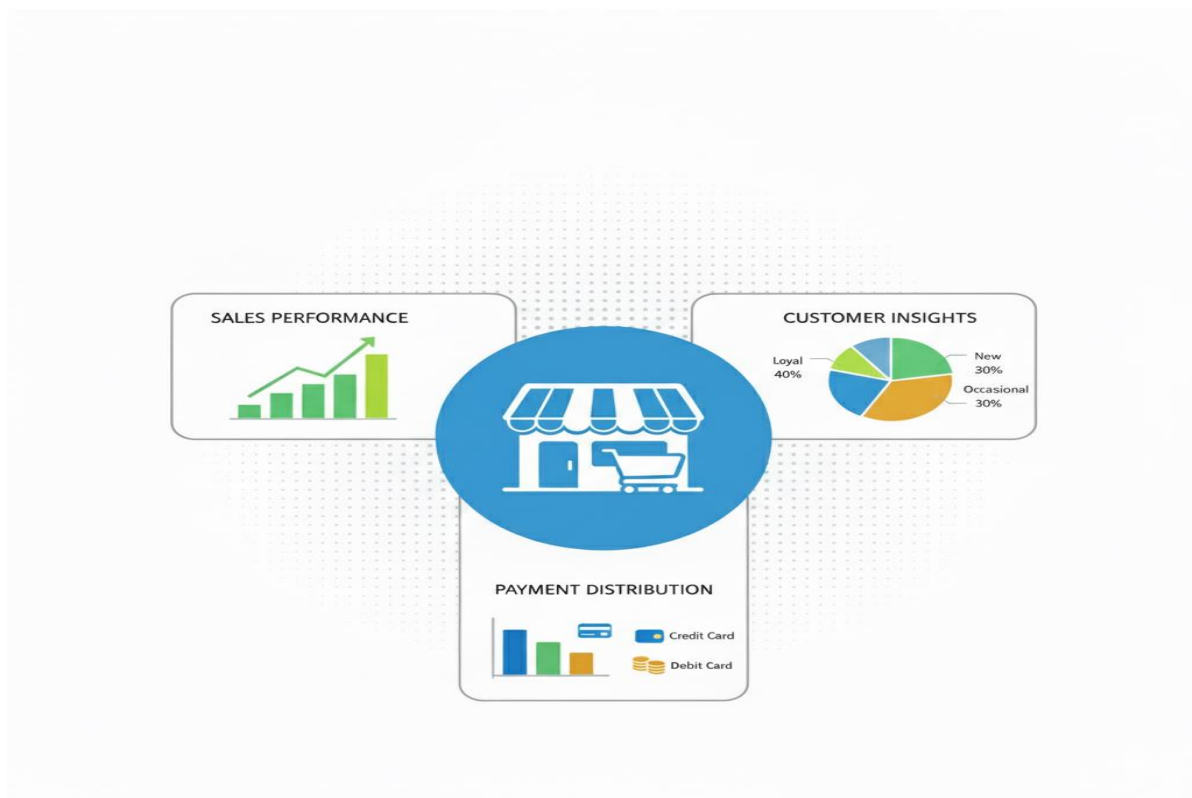 SALES PERFORMANCE
CUSTOMER INSIGHTS
Loyal
40%
New
30%
Occasional
30%
PAYMENT DISTRIBUTION
Credit Card
Debit Card